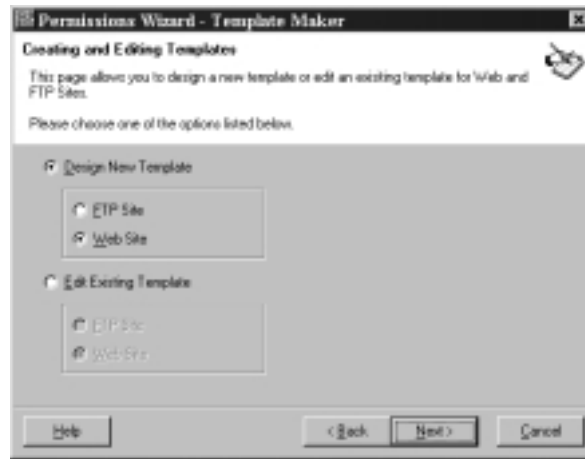 Permissions Wizard - Template Maker
Creating and Editing Templates
This page allows you to design a new template or edit an existing template for Web and
FTP Sites.
Please choose one of the options listed below.
Design New Template
FTP Site
Web Site
Edit Existing Template
FTP Site
Web Site
Help
< Back
Next >
Cancel